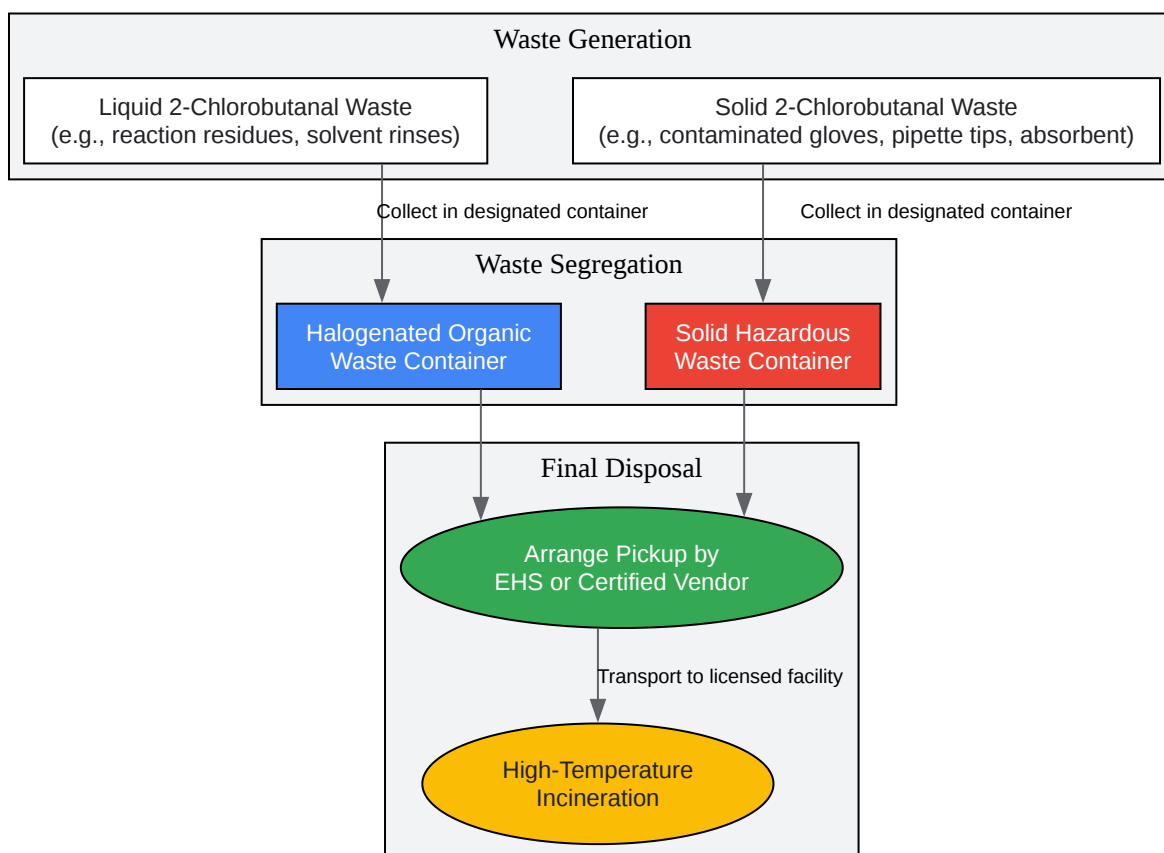 Waste Generation
Liquid 2-Chlorobutanal Waste
(e.g., reaction residues, solvent rinses)
Solid 2-Chlorobutanal Waste
(e.g., contaminated gloves, pipette tips, absorbent)
Collect in designated container
Collect in designated container
Waste Segregation
Halogenated Organic
Waste Container
Solid Hazardous
Waste Container
Final Disposal
Arrange Pickup by
EHS or Certified Vendor
Transport to licensed facility
High-Temperature
Incineration